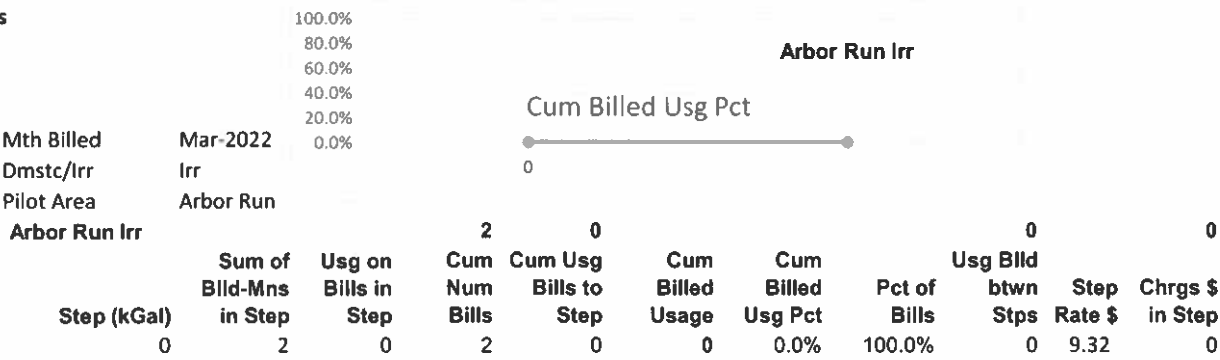 s
100.0%
80.0%
Arbor Run Irr
60.0%
40.0%
Cum Billed Usg Pct
20.0%
Mth Billed Mar-2022 0.0%
Dmstc/Irr Irr 0
Pilot Area Arbor Run
Arbor Run Irr 2 0 0 0
Sum of Usg on Cum Cum Usg Cum Cum Usg Blld
Blld-Mns Bills in Num Bills to Billed Billed Pct of btwn Step Chrgs $
Step (kGal) in Step Step Bills Step Usage Usg Pct Bills Stps Rate $ in Step
0 2 0 2 0 0 0.0% 100.0% 0 9.32 0